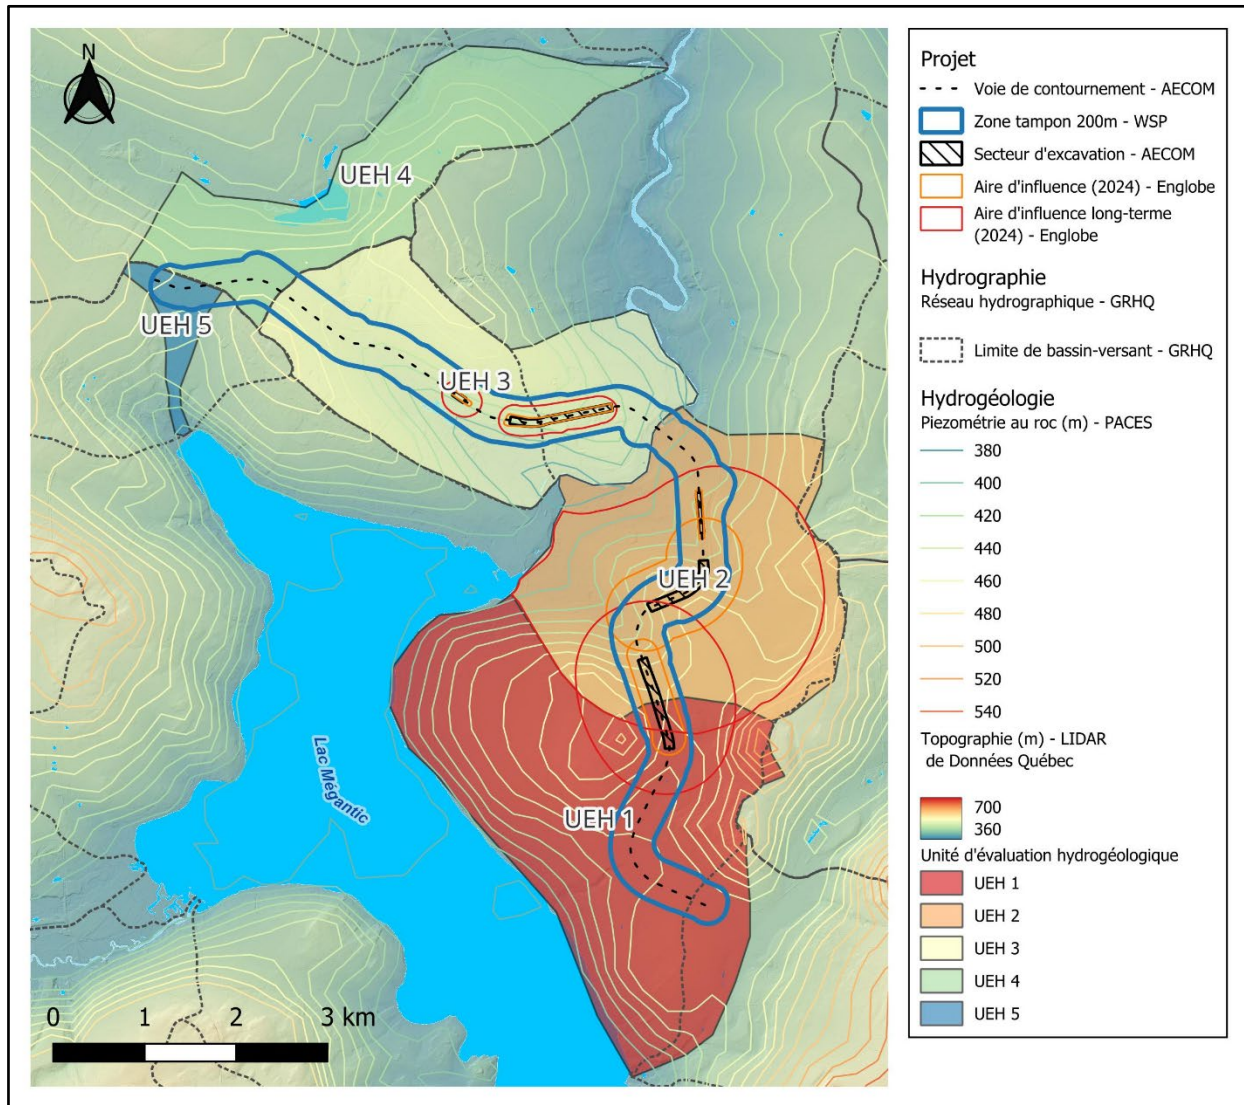 N
UEH 4
UEH 5
UEH 3
UEH 2
UEH 1
Lac Mégantic
0 1 2 3 km
Projet
Voie de contournement - AECOM
Zone tampon 200m - WSP
Secteur d'excavation - AECOM
Aire d'influence (2024) - Englobe
Aire d'influence long-terme
(2024) - Englobe
Hydrographie
Réseau hydrographique - GRHQ
Limite de bassin-versant - GRHQ
Hydrogéologie
Piezométrie au roc (m) - PACES
380
400
420
440
460
480
500
520
540
Topographie (m) - LIDAR
de Données Québec
700
360
Unité d'évaluation hydrogéologique
UEH 1
UEH 2
UEH 3
UEH 4
UEH 5